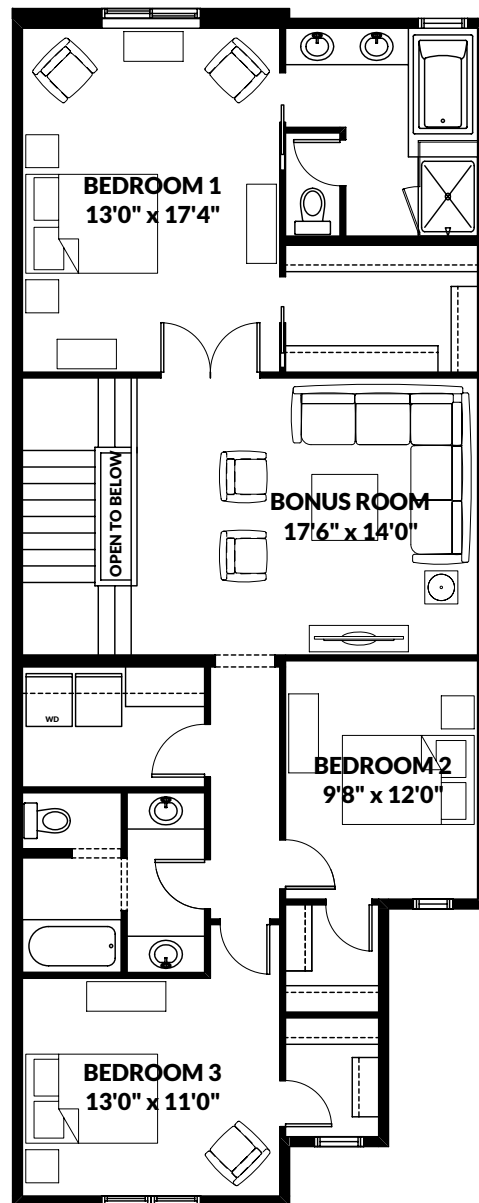 BEDROOM 1
13'0" x 17'4"
OPEN TO BELOW
BONUS ROOM
17'6" x 14'0"
WD
BEDROOM 2
9'8" x 12'0"
BEDROOM 3
13'0" x 11'0"